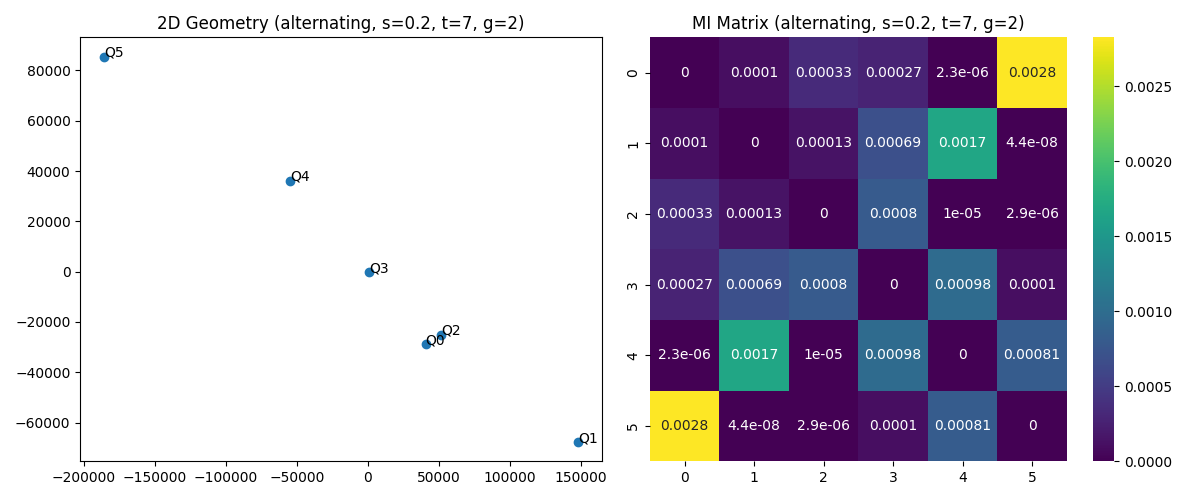 2D Geometry (alternating, s=0.2, t=7, g=2)
80000
60000
40000
20000
0
−20000
−40000
−60000
−200000 −150000 −100000 −50000 0 50000 100000 150000
Q5
Q4
Q3
Q2
Q0
Q1
MI Matrix (alternating, s=0.2, t=7, g=2)
0 0 0.0001 0.00033 0.00027 2.3e-06 0.0028
1 0.0001 0 0.00013 0.00069 0.0017 4.4e-08
2 0.00033 0.00013 0 0.0008 1e-05 2.9e-06
3 0.00027 0.00069 0.0008 0 0.00098 0.0001
4 2.3e-06 0.0017 1e-05 0.00098 0 0.00081
5 0.0028 4.4e-08 2.9e-06 0.0001 0.00081 0
0 1 2 3 4 5
0.0025
0.0020
0.0015
0.0010
0.0005
0.0000